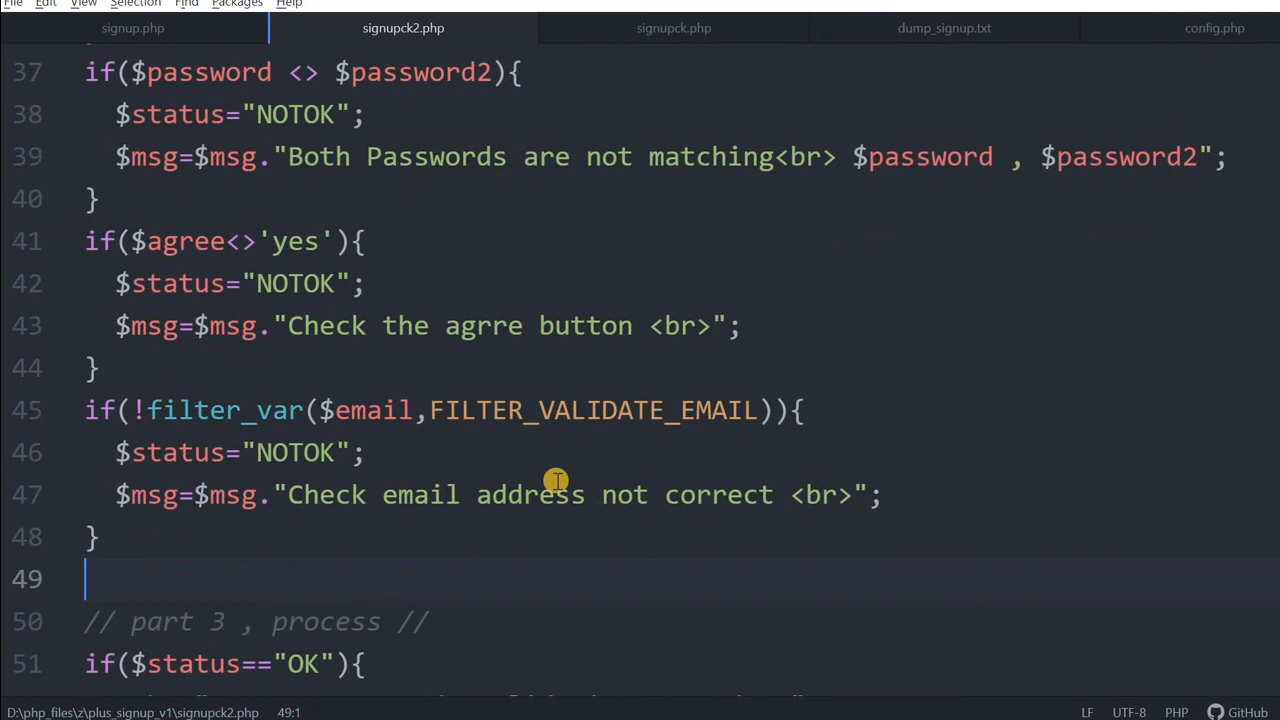 File Edit View Selection Find Packages Help
signup.php signupck2.php signupck.php dump_signup.txt config.php
37 if($password <> $password2){
38 $status="NOTOK";
39 $msg=$msg."Both Passwords are not matching<br> $password , $password2";
40 }
41 if($agree<>'yes'){
42 $status="NOTOK";
43 $msg=$msg."Check the agrre button <br>";
44 }
45 if(!filter_var($email,FILTER_VALIDATE_EMAIL)){
46 $status="NOTOK";
47 $msg=$msg."Check email address not correct <br>";
48 }
49
50 // part 3 , process //
51 if($status=="OK"){
D:\php_files\z\plus_signup_v1\signupck2.php 49:1 LF UTF-8 PHP GitHub